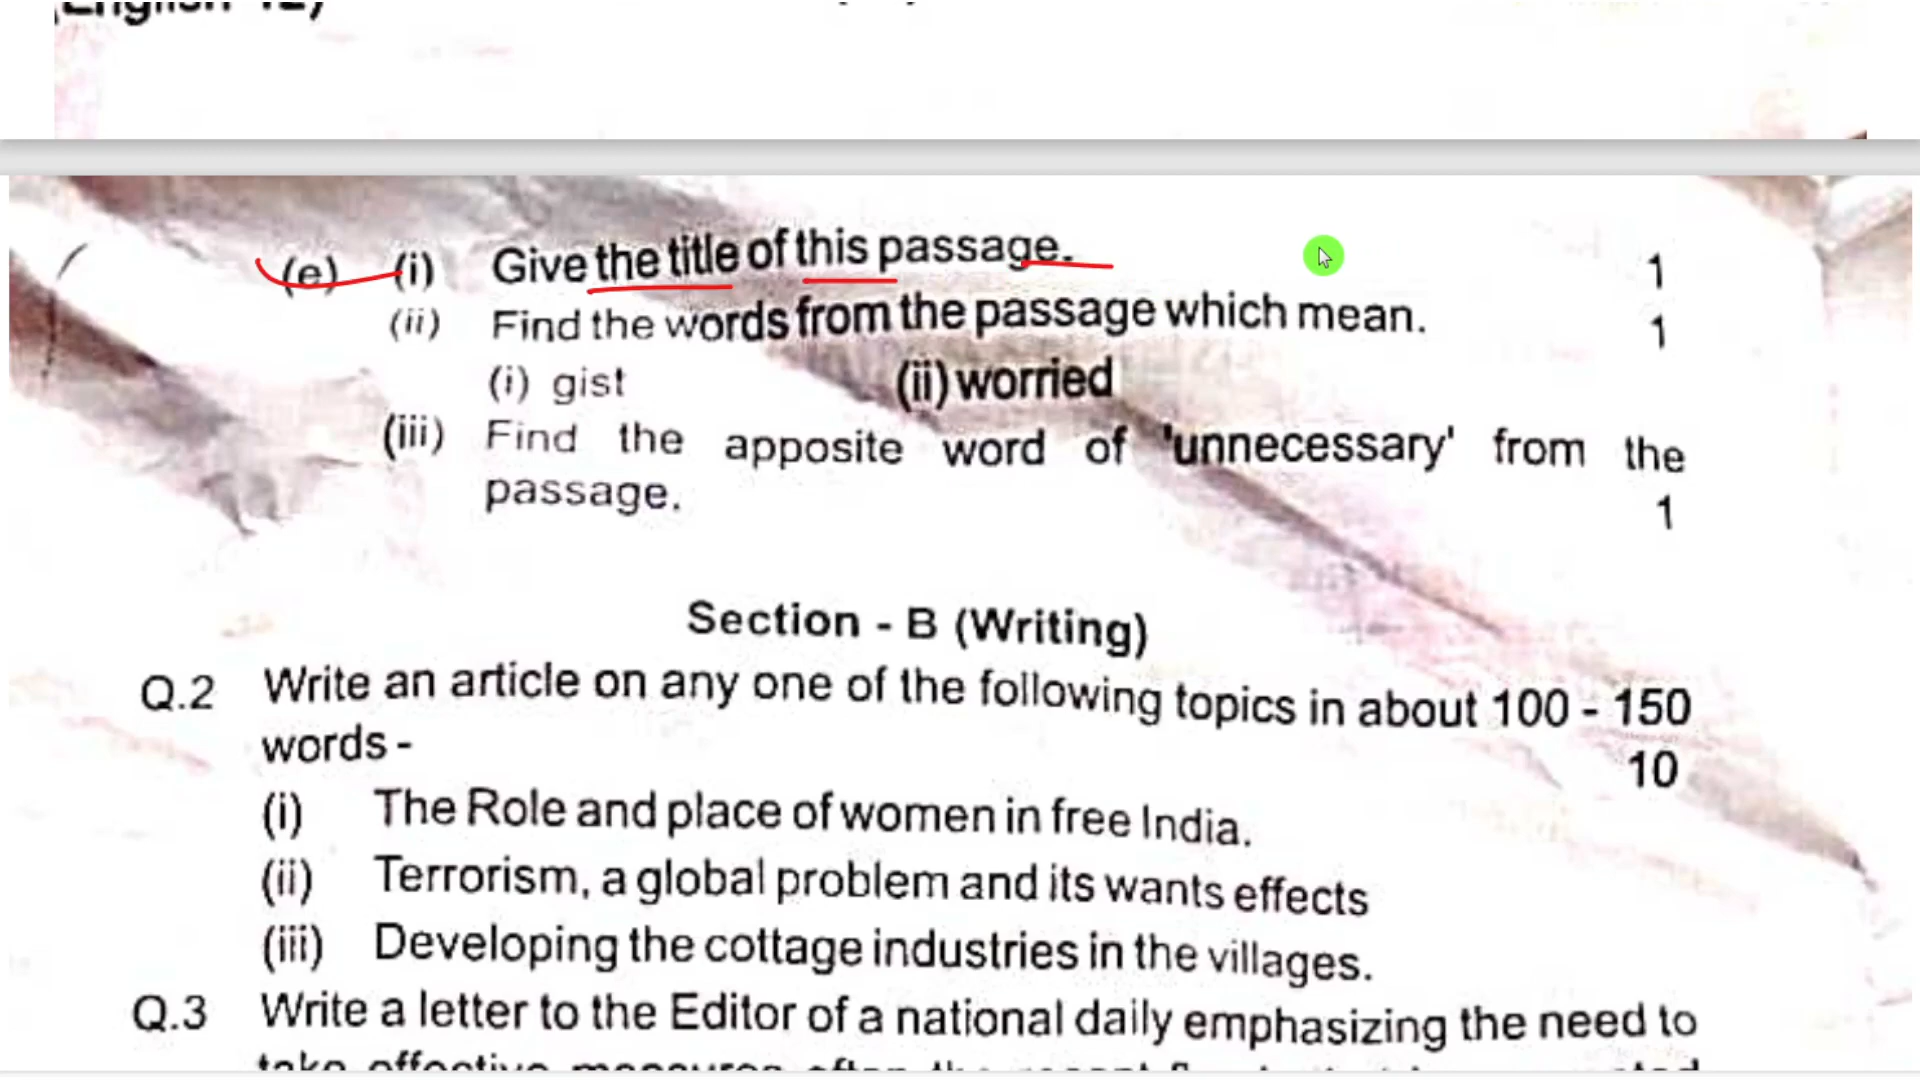 (e) (i) Give the title of this passage. 1
(ii) Find the words from the passage which mean. 1
(i) gist (ii) worried
(iii) Find the apposite word of 'unnecessary' from the
passage. 1
Section - B (Writing)
Q.2 Write an article on any one of the following topics in about 100 - 150
words - 10
(i) The Role and place of women in free India.
(ii) Terrorism, a global problem and its wants effects
(iii) Developing the cottage industries in the villages.
Q.3 Write a letter to the Editor of a national daily emphasizing the need to
take effective measures